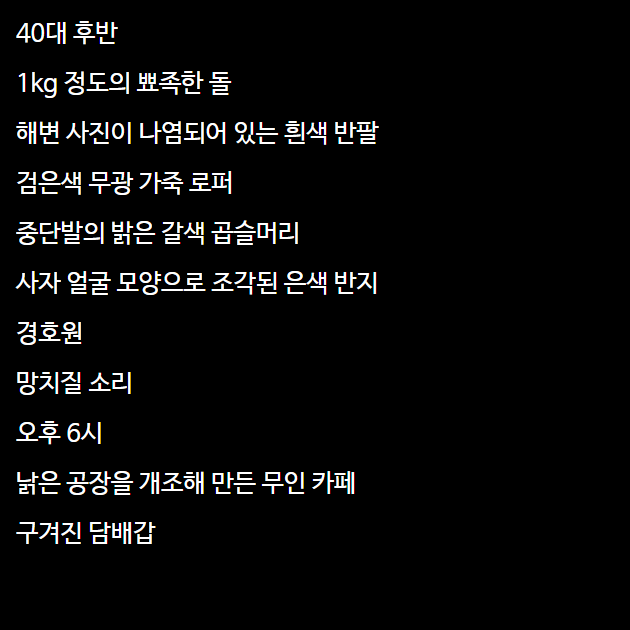 40대 후반
1kg 정도의 뾰족한 돌
해변 사진이 나염되어 있는 흰색 반팔
검은색 무광 가죽 로퍼
중단발의 밝은 갈색 곱슬머리
사자 얼굴 모양으로 조각된 은색 반지
경호원
망치질 소리
오후 6시
낡은 공장을 개조해 만든 무인 카페
구겨진 담배갑